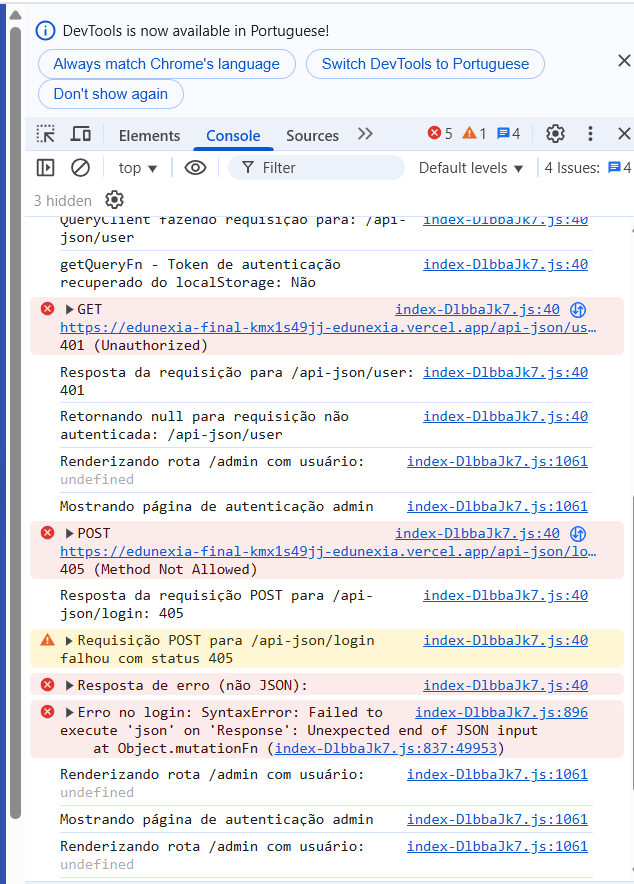 DevTools is now available in Portuguese!
Always match Chrome's language
Switch DevTools to Portuguese
Don't show again
Elements
Console
Sources
5
1
4
top
Filter
Default levels
4 Issues:
4
3 hidden
QueryClient fazendo requisição para: /api- index-DlbbaJk7.js:40
json/user
getQueryFn - Token de autenticação index-DlbbaJk7.js:40
recuperado do localStorage: Não
GET index-DlbbaJk7.js:40
https://edunexia-final-kmx1s49jj-edunexia.vercel.app/api-json/us…
401 (Unauthorized)
Resposta da requisição para /api-json/user: index-DlbbaJk7.js:40
401
Retornando null para requisição não index-DlbbaJk7.js:40
autenticada: /api-json/user
Renderizando rota /admin com usuário: index-DlbbaJk7.js:1061
undefined
Mostrando página de autenticação admin index-DlbbaJk7.js:1061
POST index-DlbbaJk7.js:40
https://edunexia-final-kmx1s49jj-edunexia.vercel.app/api-json/lo…
405 (Method Not Allowed)
Resposta da requisição POST para /api- index-DlbbaJk7.js:40
json/login: 405
Requisição POST para /api-json/login index-DlbbaJk7.js:40
falhou com status 405
Resposta de erro (não JSON): index-DlbbaJk7.js:40
Erro no login: SyntaxError: Failed to index-DlbbaJk7.js:896
execute 'json' on 'Response': Unexpected end of JSON input
at Object.mutationFn (index-DlbbaJk7.js:837:49953)
Renderizando rota /admin com usuário: index-DlbbaJk7.js:1061
undefined
Mostrando página de autenticação admin index-DlbbaJk7.js:1061
Renderizando rota /admin com usuário: index-DlbbaJk7.js:1061
undefined